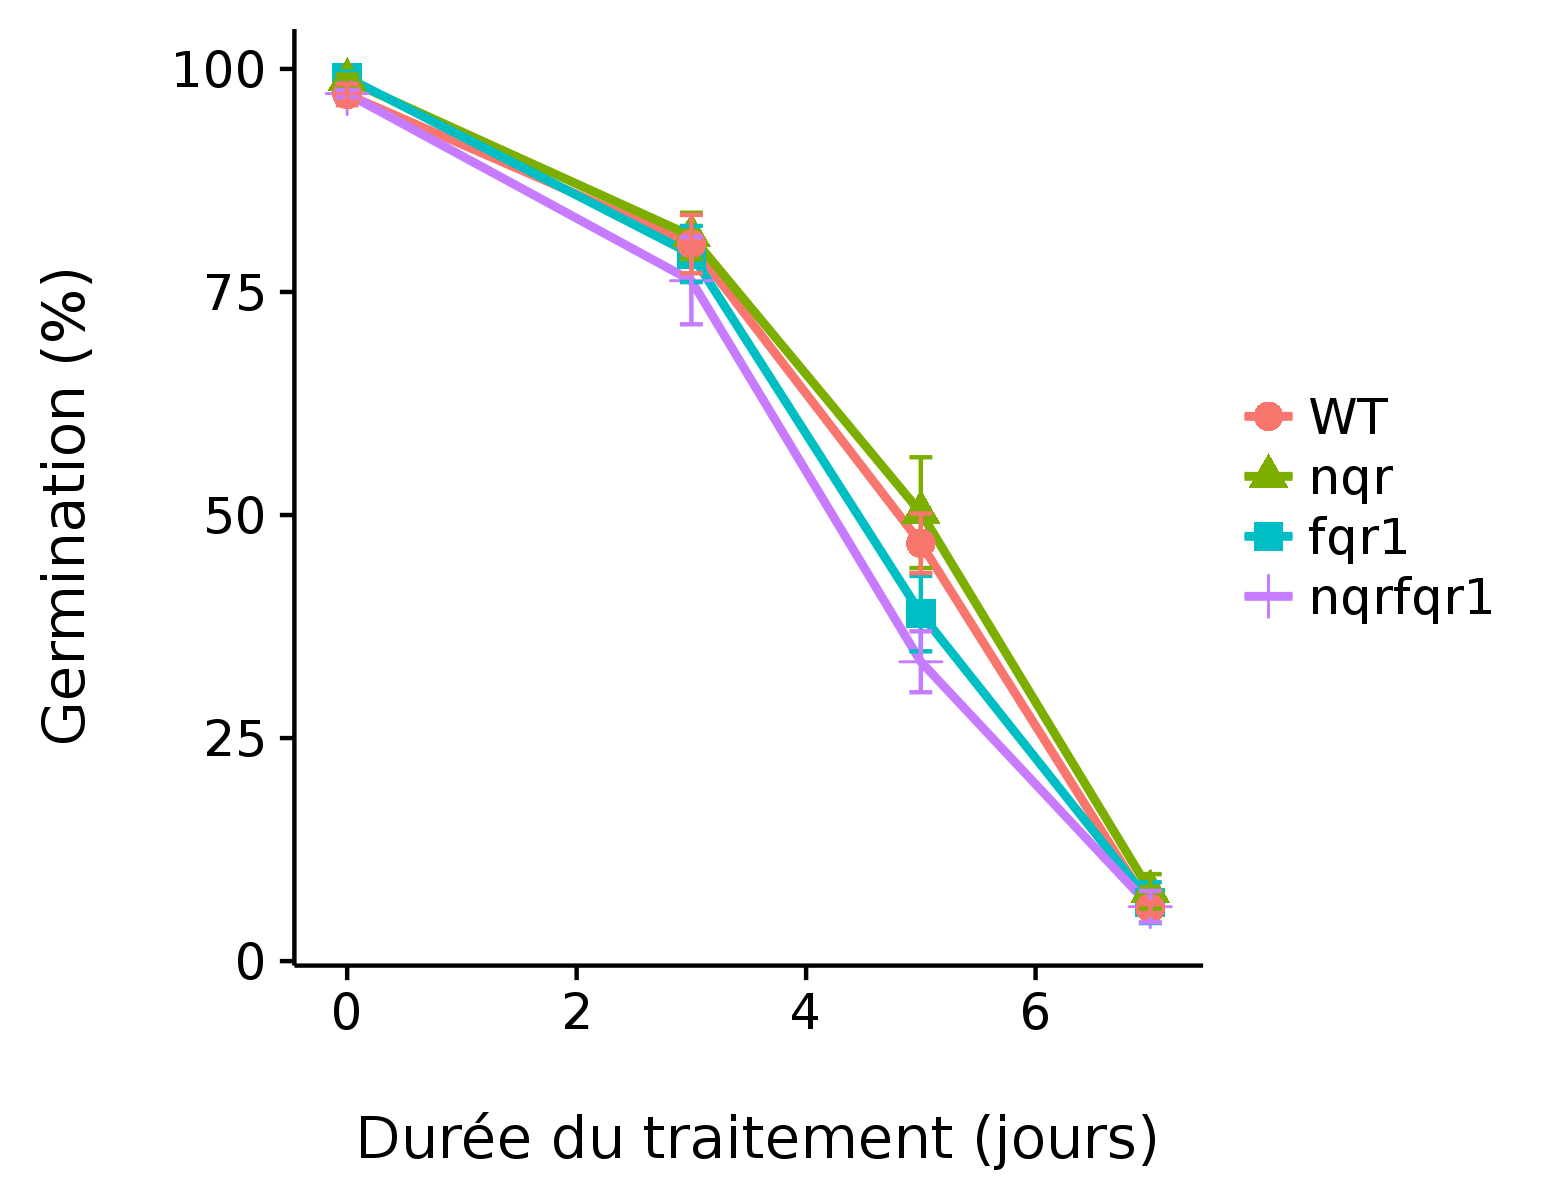 Germination (%)
100
75
50
25
0
0 2 4 6
Durée du traitement (jours)
WT
nqr
fqr1
nqrfqr1